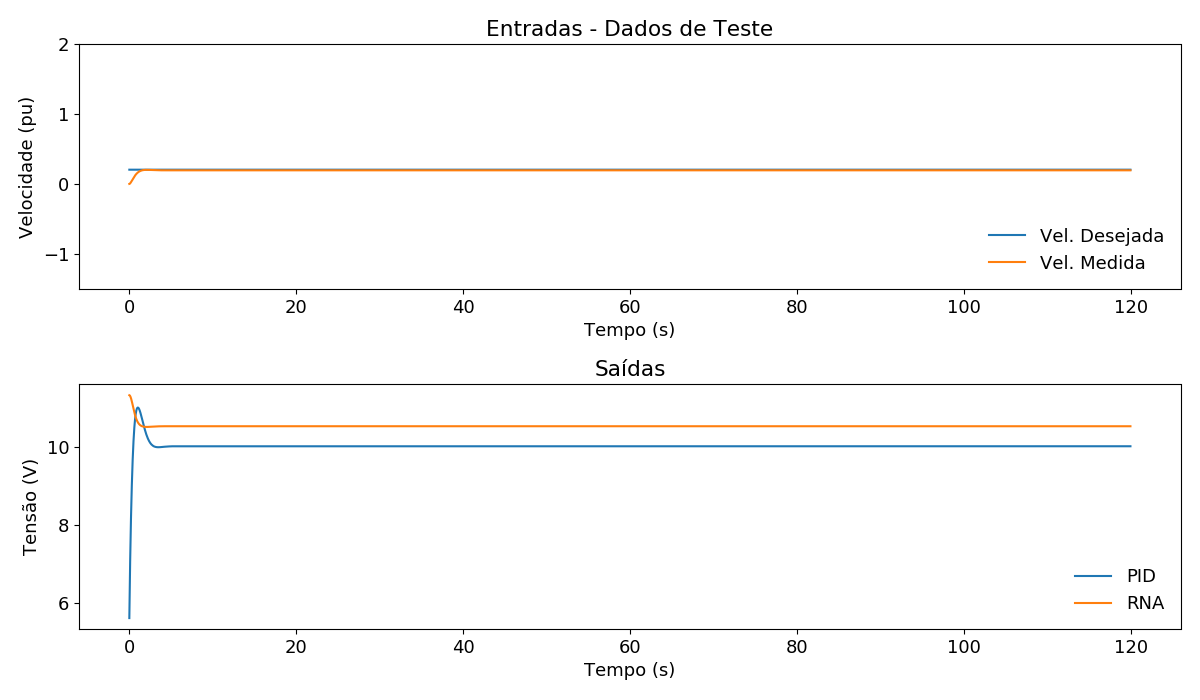 Entradas - Dados de Teste
Velocidade (pu)
2
1
0
−1
Vel. Desejada
Vel. Medida
0 20 40 60 80 100 120
Tempo (s)
Saídas
Tensão (V)
10
8
6
PID
RNA
0 20 40 60 80 100 120
Tempo (s)